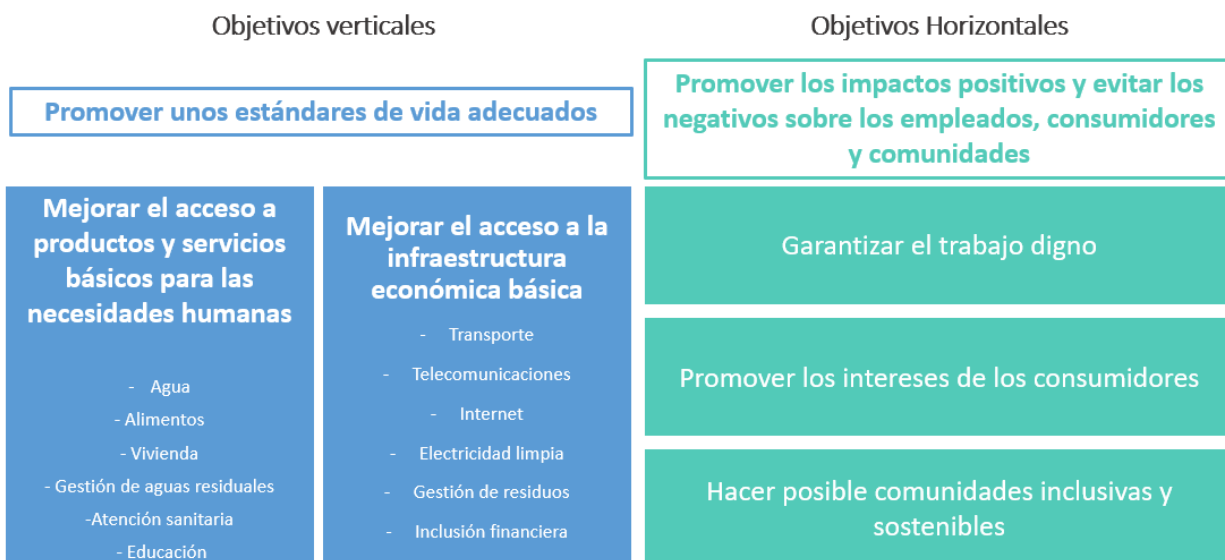 Objetivos verticales
Promover unos estándares de vida adecuados
Mejorar el acceso a
productos y servicios
básicos para las
necesidades humanas
- Agua
- Alimentos
- Vivienda
- Gestión de aguas residuales
-Atención sanitaria
- Educación
Mejorar el acceso a la
infraestructura
económica básica
- Transporte
- Telecomunicaciones
- Internet
- Electricidad limpia
- Gestión de residuos
- Inclusión financiera
Objetivos Horizontales
Promover los impactos positivos y evitar los
negativos sobre los empleados, consumidores
y comunidades
Garantizar el trabajo digno
Promover los intereses de los consumidores
Hacer posible comunidades inclusivas y
sostenibles